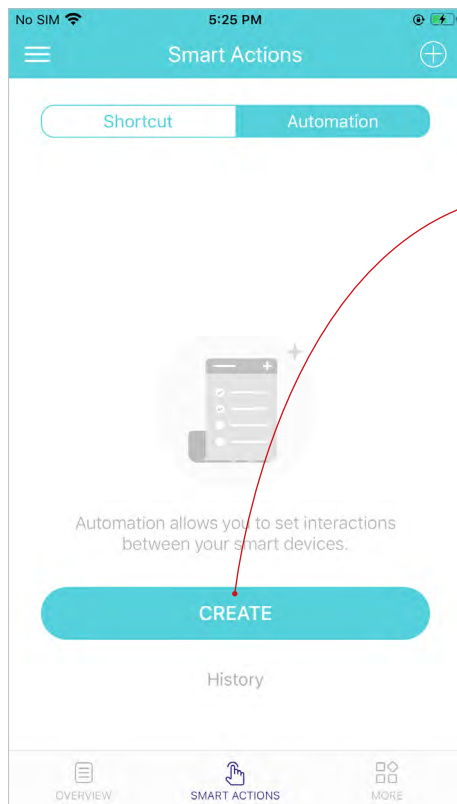 No SIM 5:25 PM
Smart Actions
Shortcut Automation
Automation allows you to set interactions
between your smart devices.
CREATE
History
OVERVIEW SMART ACTIONS MORE